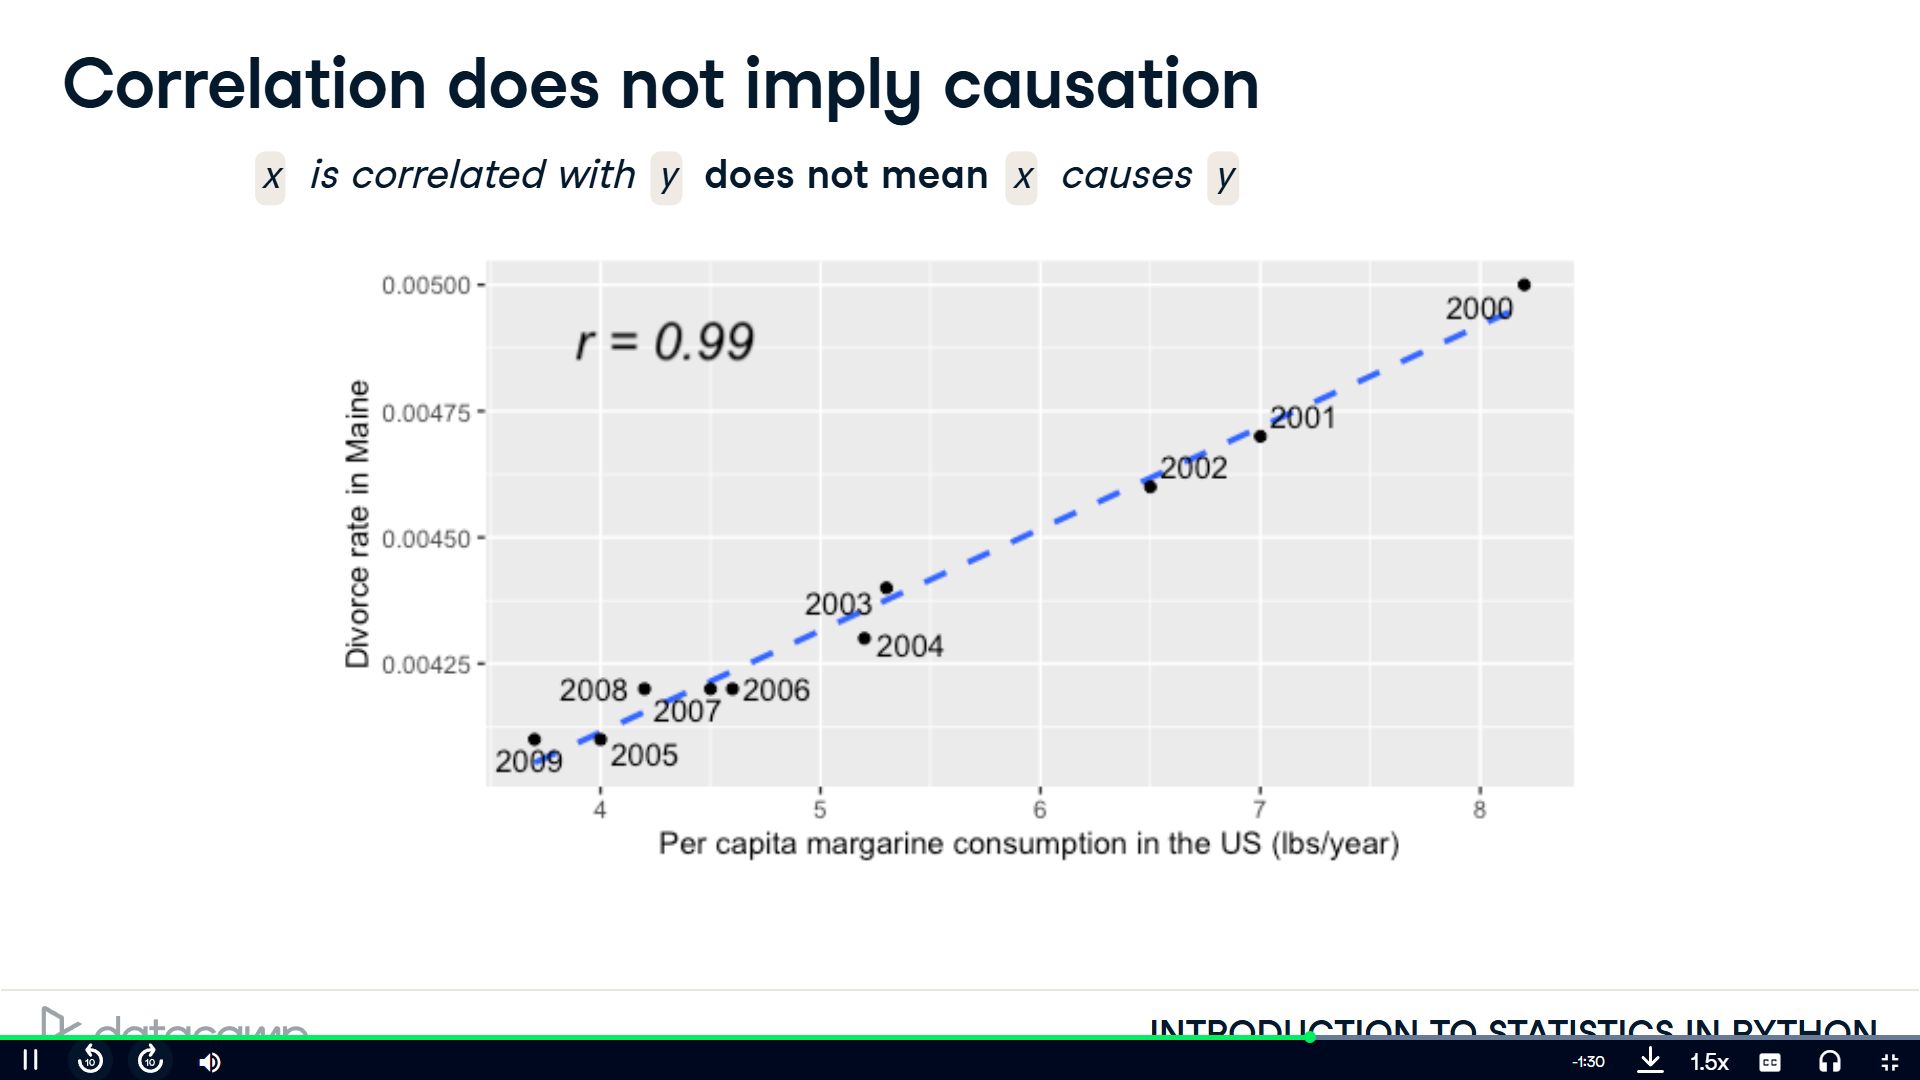 Correlation does not imply causation
x is correlated with y does not mean x causes y
0.00500
2000
r = 0.99
0.00475
2001
2002
Divorce rate in Maine
0.00450
2003
2004
0.00425
2008
2006
2007
2009
2005
4 5 6 7 8
Per capita margarine consumption in the US (lbs/year)
datacamp
INTRODUCTION TO STATISTICS IN PYTHON
10
10
-1:30
1.5x
CC